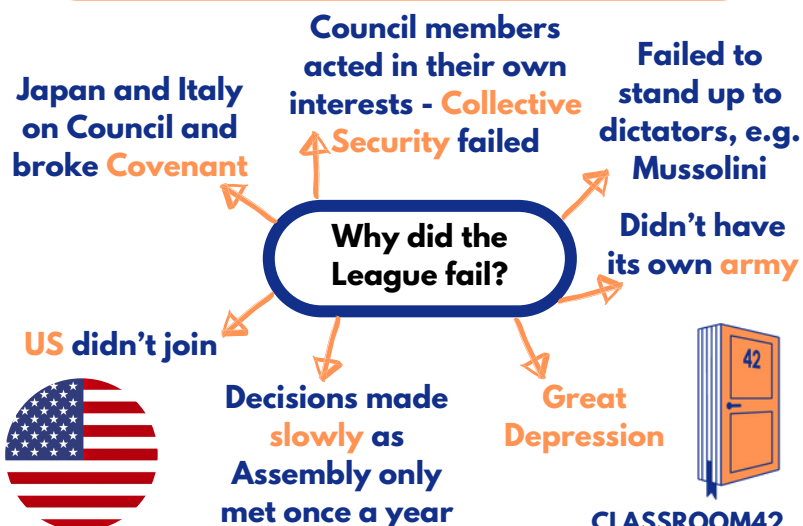 Council members
acted in their own
interests - Collective
Security failed
Japan and Italy
on Council and
broke Covenant
Failed to
stand up to
dictators, e.g.
Mussolini
Why did the
League fail?
Didn't have
its own army
US didn't join
Decisions made
slowly as
Assembly only
met once a year
Great
Depression
42
CLASSROOM42